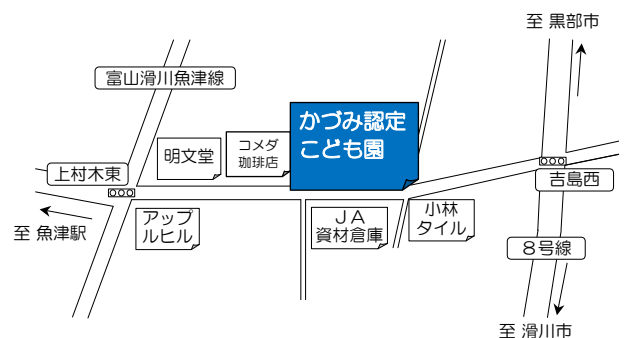 至 黒部市
富山滑川魚津線
かづみ認定
こども園
コメダ
珈琲店
明文堂
上村木東
吉島西
アップ
ルヒル
ＪＡ
資材倉庫
小林
タイル
至 魚津駅
８号線
至 滑川市